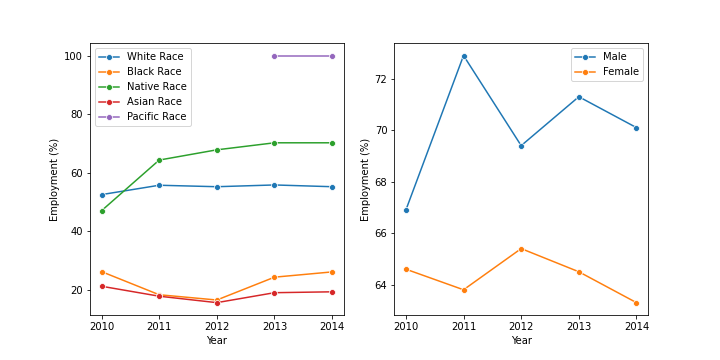 White Race
Black Race
Native Race
Asian Race
Pacific Race
100
80
60
40
20
Employment (%)
2010 2011 2012 2013 2014
Year
Male
Female
72
70
68
66
64
Employment (%)
2010 2011 2012 2013 2014
Year